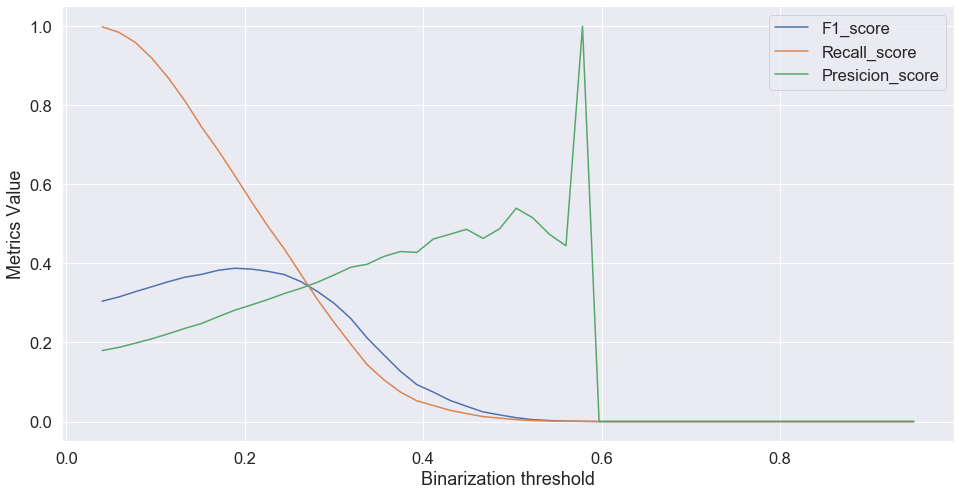 F1_score
Recall_score
Presicion_score
Metrics Value
1.0
0.8
0.6
0.4
0.2
0.0
0.0 0.2 0.4 0.6 0.8
Binarization threshold